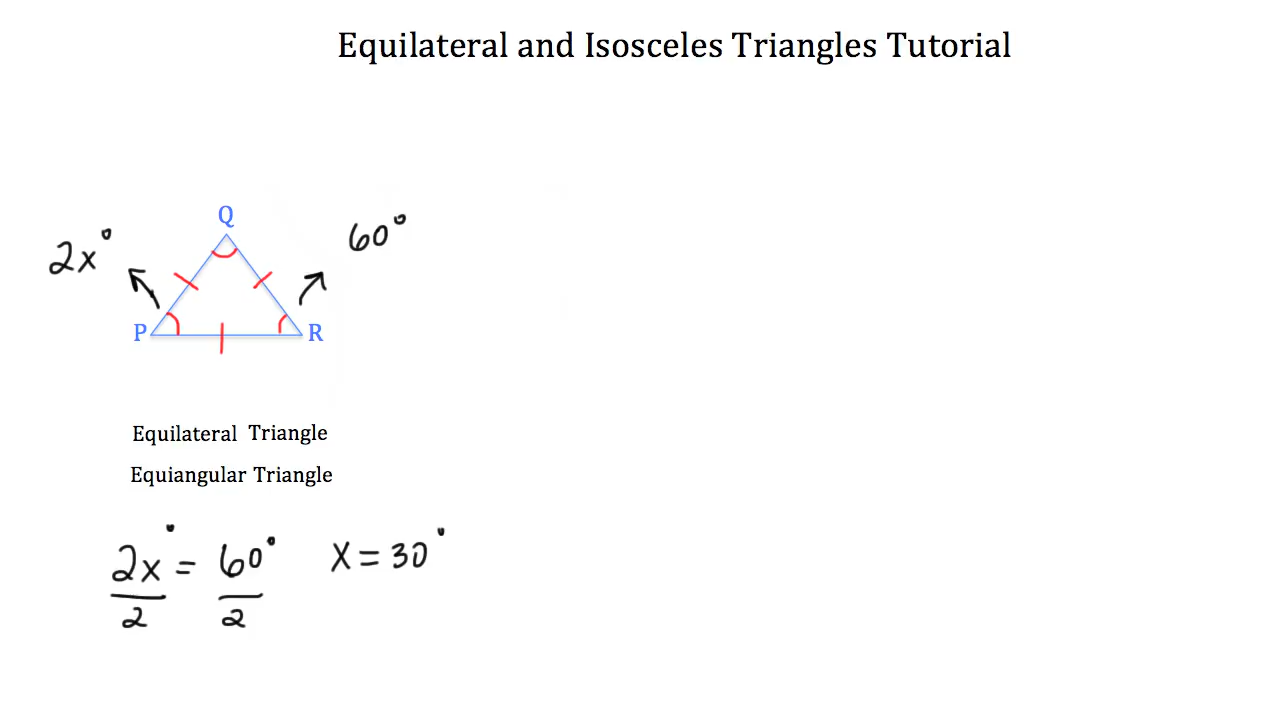 Equilateral and Isosceles Triangles Tutorial
Q
2x°
60°
P
R
Equilateral Triangle
Equiangular Triangle
2x° = 60° x = 30°
2 2